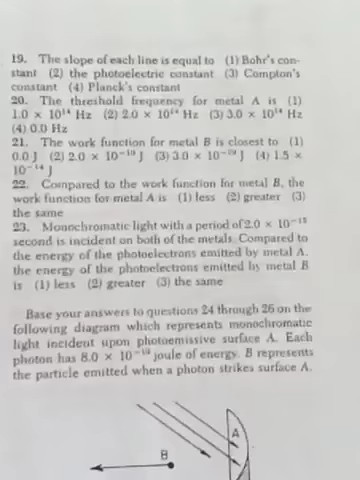 19. The slope of each line is equal to (1) Bohr's con-
stant (2) the photoelectric constant (3) Compton's
constant (4) Planck's constant
20. The threshold frequency for metal A is (1)
1.0 × 10¹⁴ Hz (2) 2.0 × 10¹⁴ Hz (3) 3.0 × 10¹⁴ Hz
(4) 0.0 Hz
21. The work function for metal B is closest to (1)
0.0 J (2) 2.0 × 10⁻¹⁹ J (3) 3.0 × 10⁻¹⁹ J (4) 1.5 ×
10⁻¹⁴ J
22. Compared to the work function for metal B, the
work function for metal A is (1) less (2) greater (3)
the same
23. Monochromatic light with a period of 2.0 × 10⁻¹⁵
second is incident on both of the metals. Compared to
the energy of the photoelectrons emitted by metal A,
the energy of the photoelectrons emitted by metal B
is (1) less (2) greater (3) the same
Base your answers to questions 24 through 26 on the
following diagram which represents monochromatic
light incident upon photoemissive surface A. Each
photon has 8.0 × 10⁻¹⁹ joule of energy. B represents
the particle emitted when a photon strikes surface A.
A
B